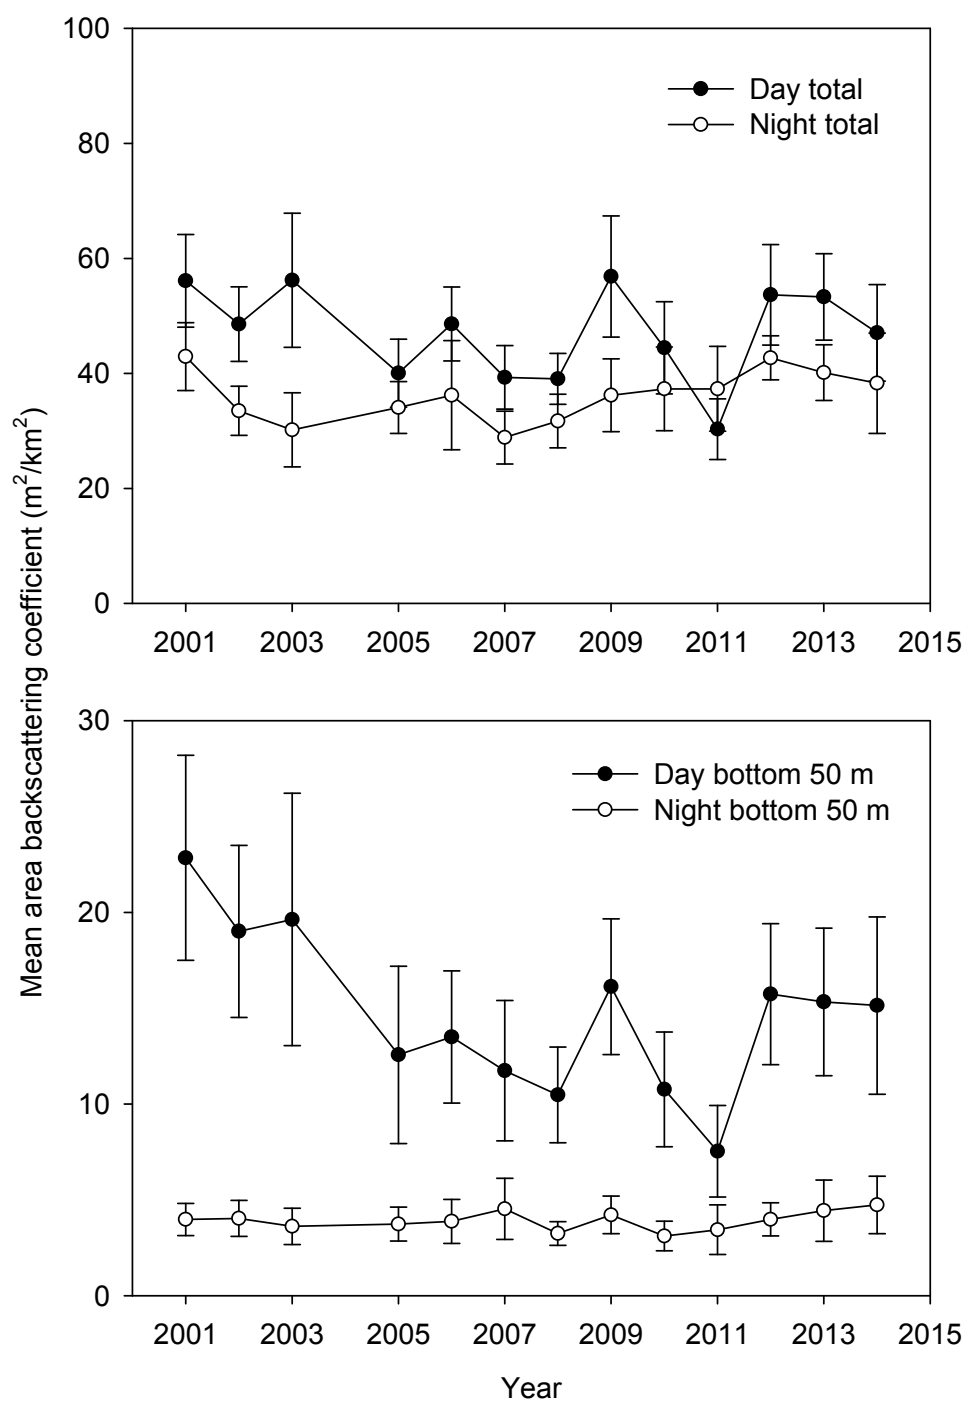 Mean area backscattering coefficient (m²/km²)
100
80
60
40
20
0
Day total
Night total
2001 2003 2005 2007 2009 2011 2013 2015
30
20
10
0
Day bottom 50 m
Night bottom 50 m
2001 2003 2005 2007 2009 2011 2013 2015
Year